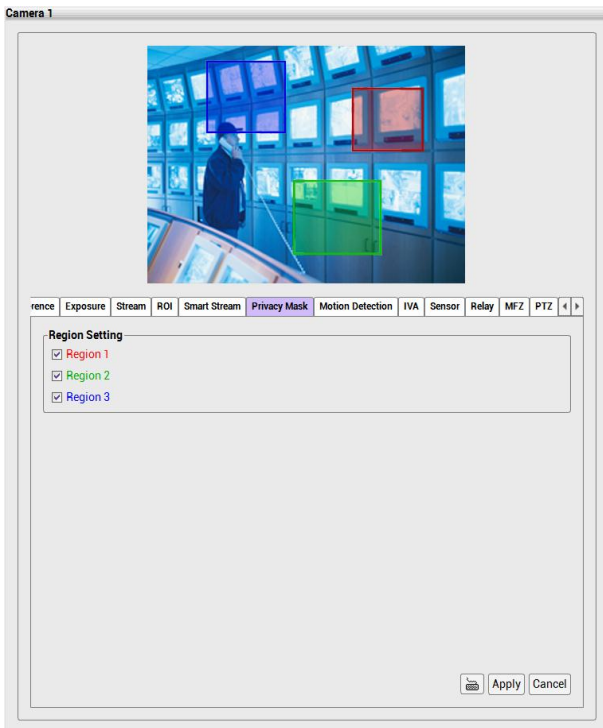 Camera 1
rence Exposure Stream ROI Smart Stream Privacy Mask Motion Detection IVA Sensor Relay MFZ PTZ
Region Setting
Region 1
Region 2
Region 3
Apply Cancel